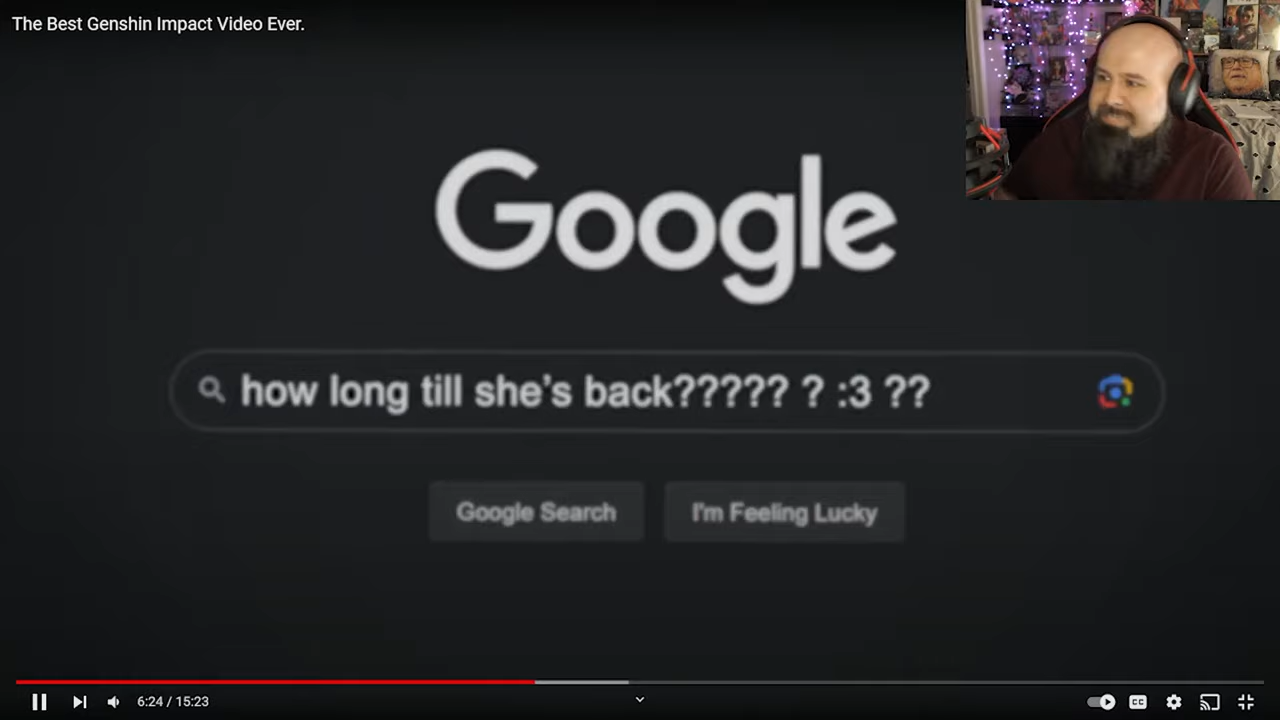 The Best Genshin Impact Video Ever.
Google
how long till she's back????? ? :3 ??
Google Search
I'm Feeling Lucky
6:24 / 15:23
CC